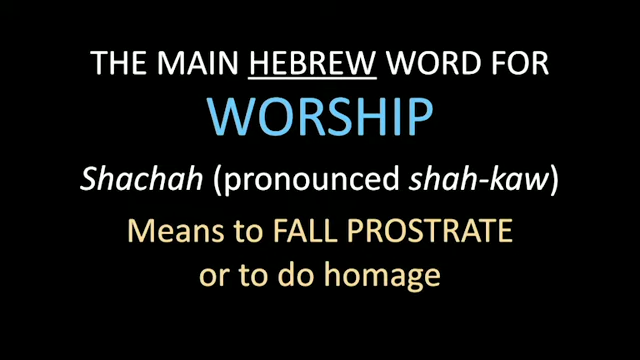 THE MAIN HEBREW WORD FOR
WORSHIP
Shachah (pronounced shah-kaw)
Means to FALL PROSTRATE
or to do homage